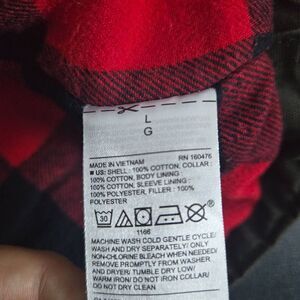 L
G
MADE IN VIETNAM RN 160476
US: SHELL: 100% COTTON; COLLAR :
100% COTTON, BODY LINING :
100% COTTON, SLEEVE LINING :
100% POLYESTER, FILLER : 100%
POLYESTER
30
1166
MACHINE WASH COLD GENTLE CYCLE/
WASH AND DRY SEPARATELY/ ONLY
NON-CHLORINE BLEACH WHEN NEEDED/
REMOVE PROMPTLY FROM WASHER
AND DRYER/ TUMBLE DRY LOW/
WARM IRON/ DO NOT IRON COLLAR/
DO NOT DRY CLEAN